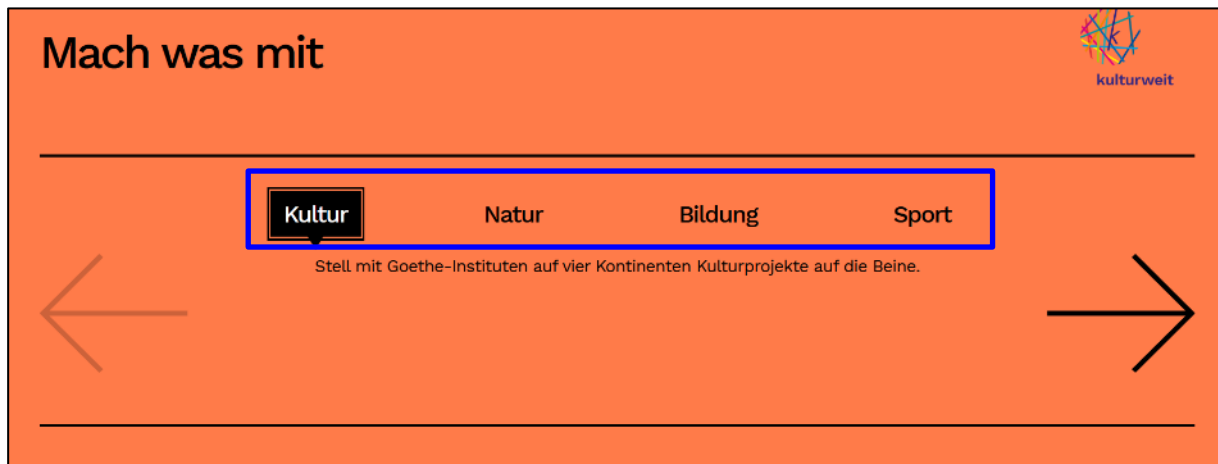 Mach was mit
kulturweit
Kultur Natur Bildung Sport
Stell mit Goethe-Instituten auf vier Kontinenten Kulturprojekte auf die Beine.